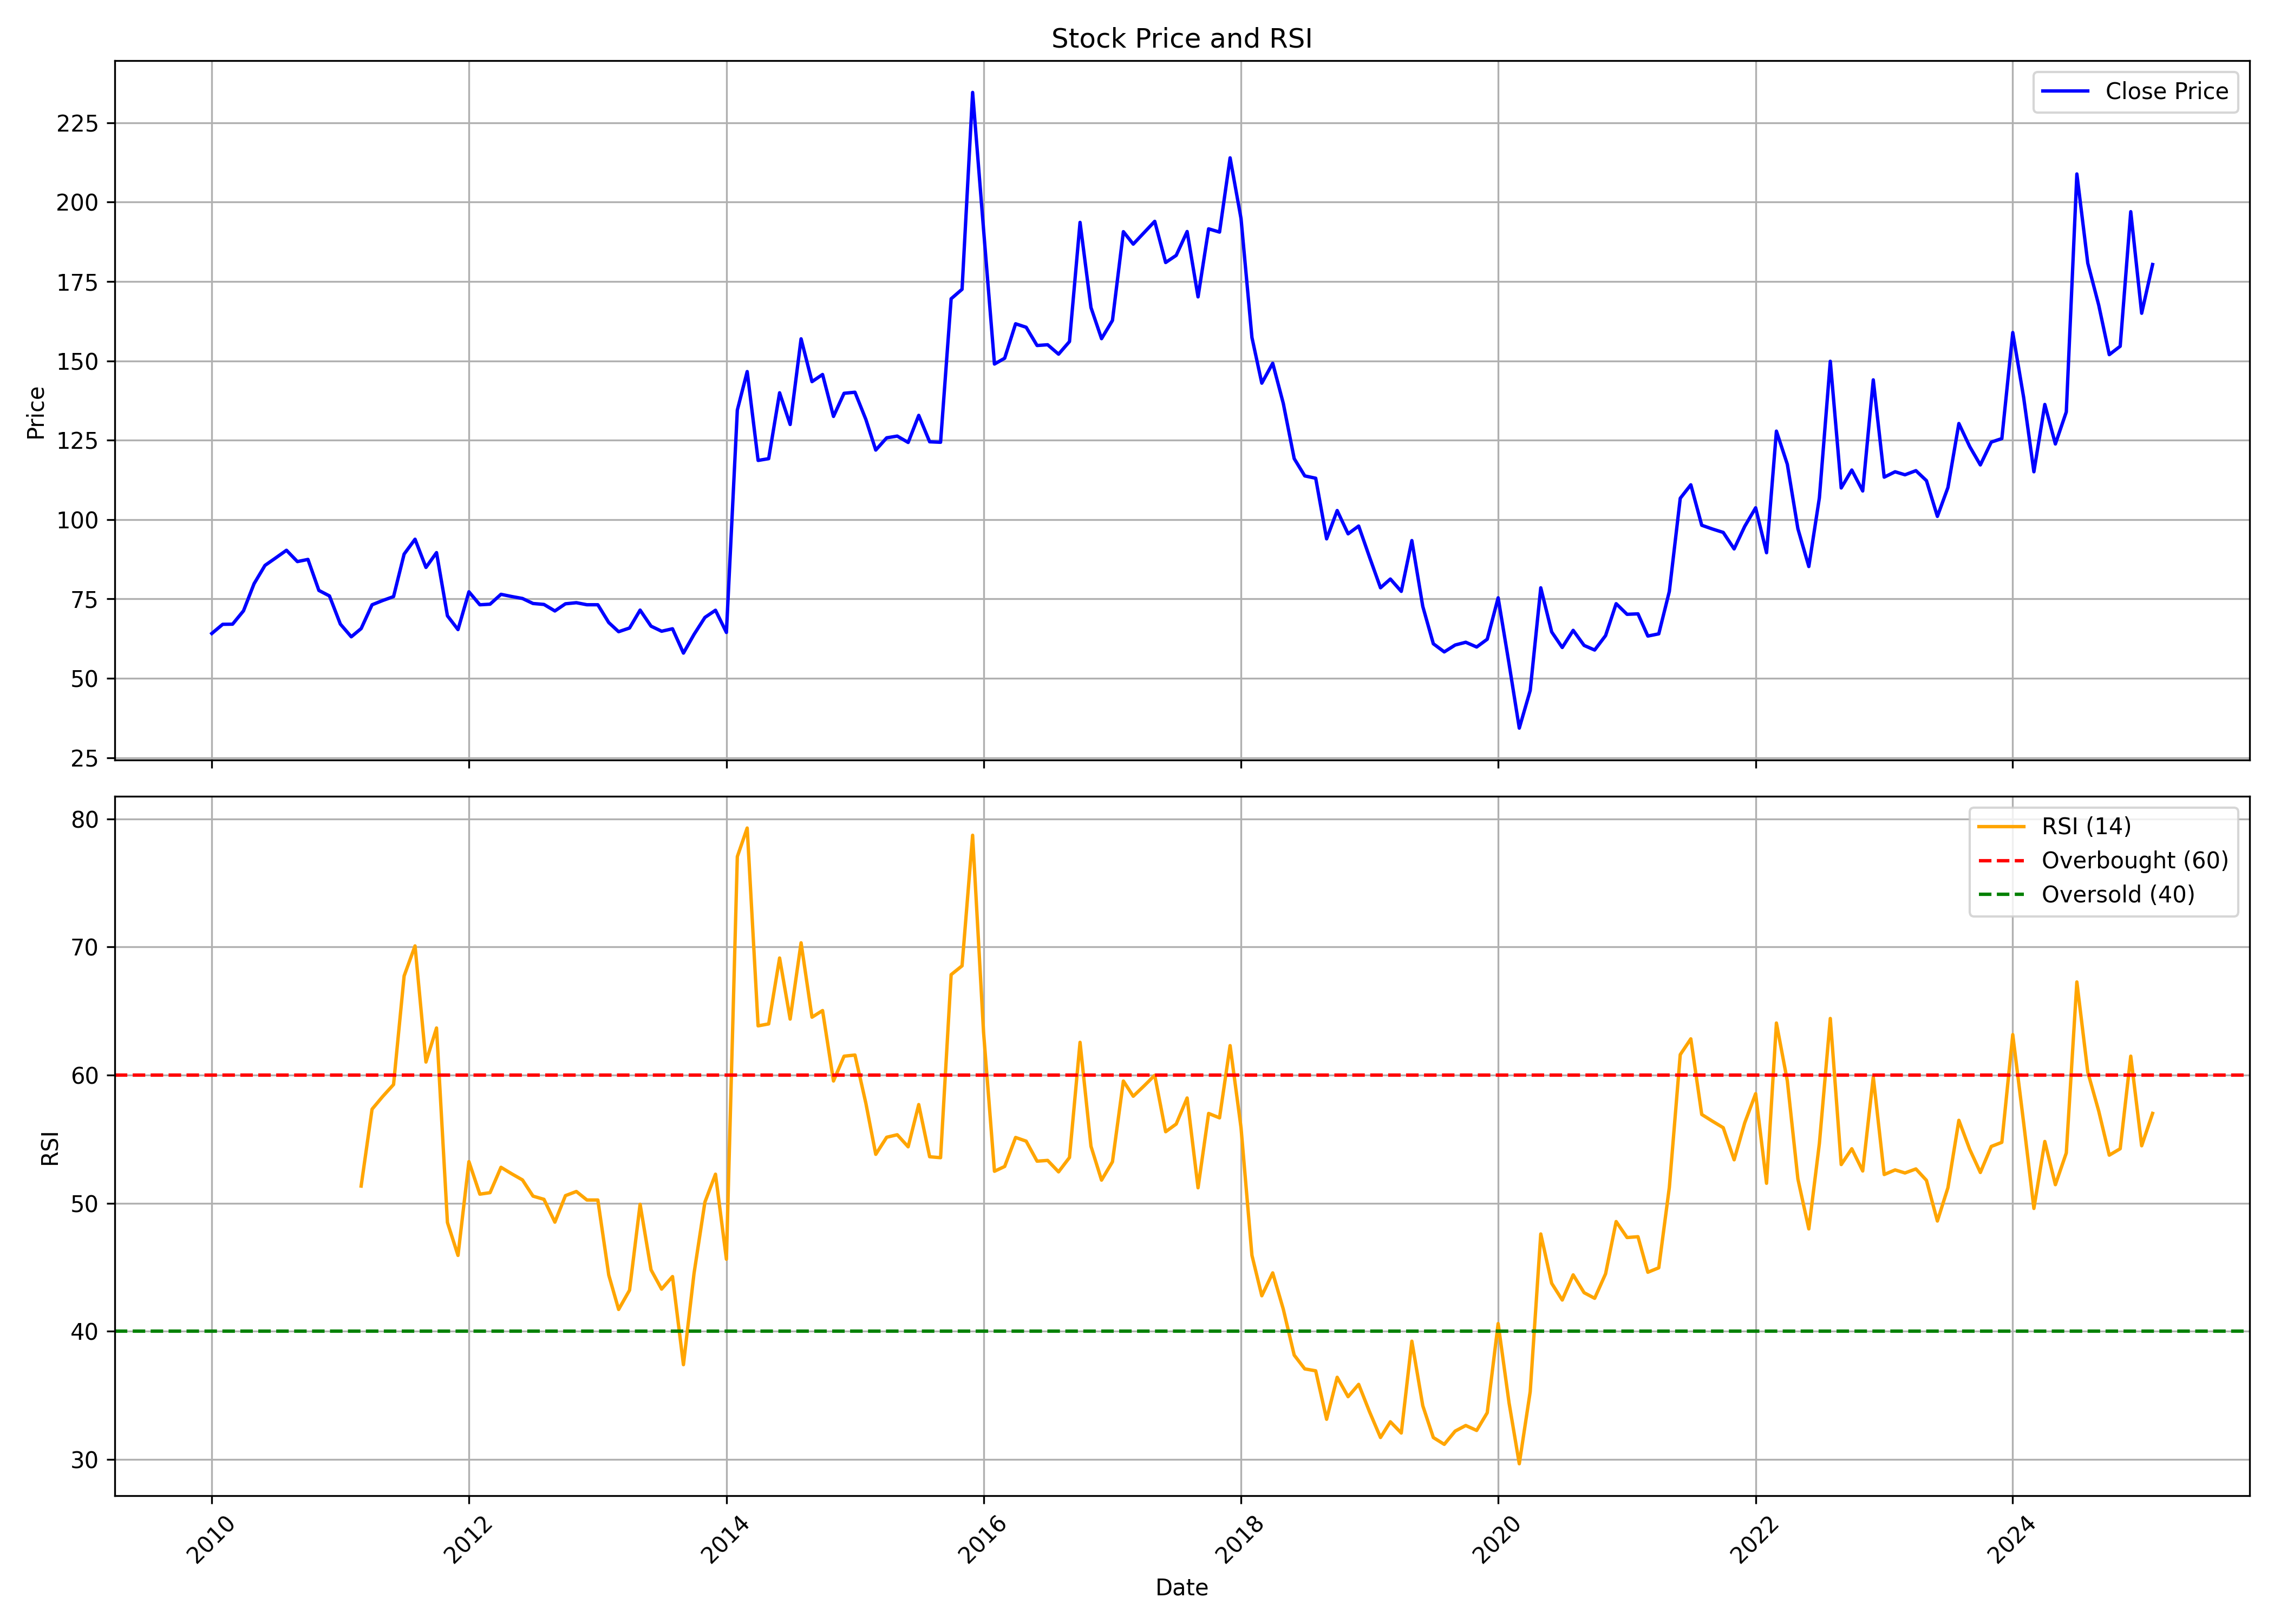 Stock Price and RSI
Close Price
225
200
175
150
125
100
75
50
25
Price
RSI (14)
Overbought (60)
Oversold (40)
80
70
60
50
40
30
RSI
2010
2012
2014
2016
2018
2020
2022
2024
Date